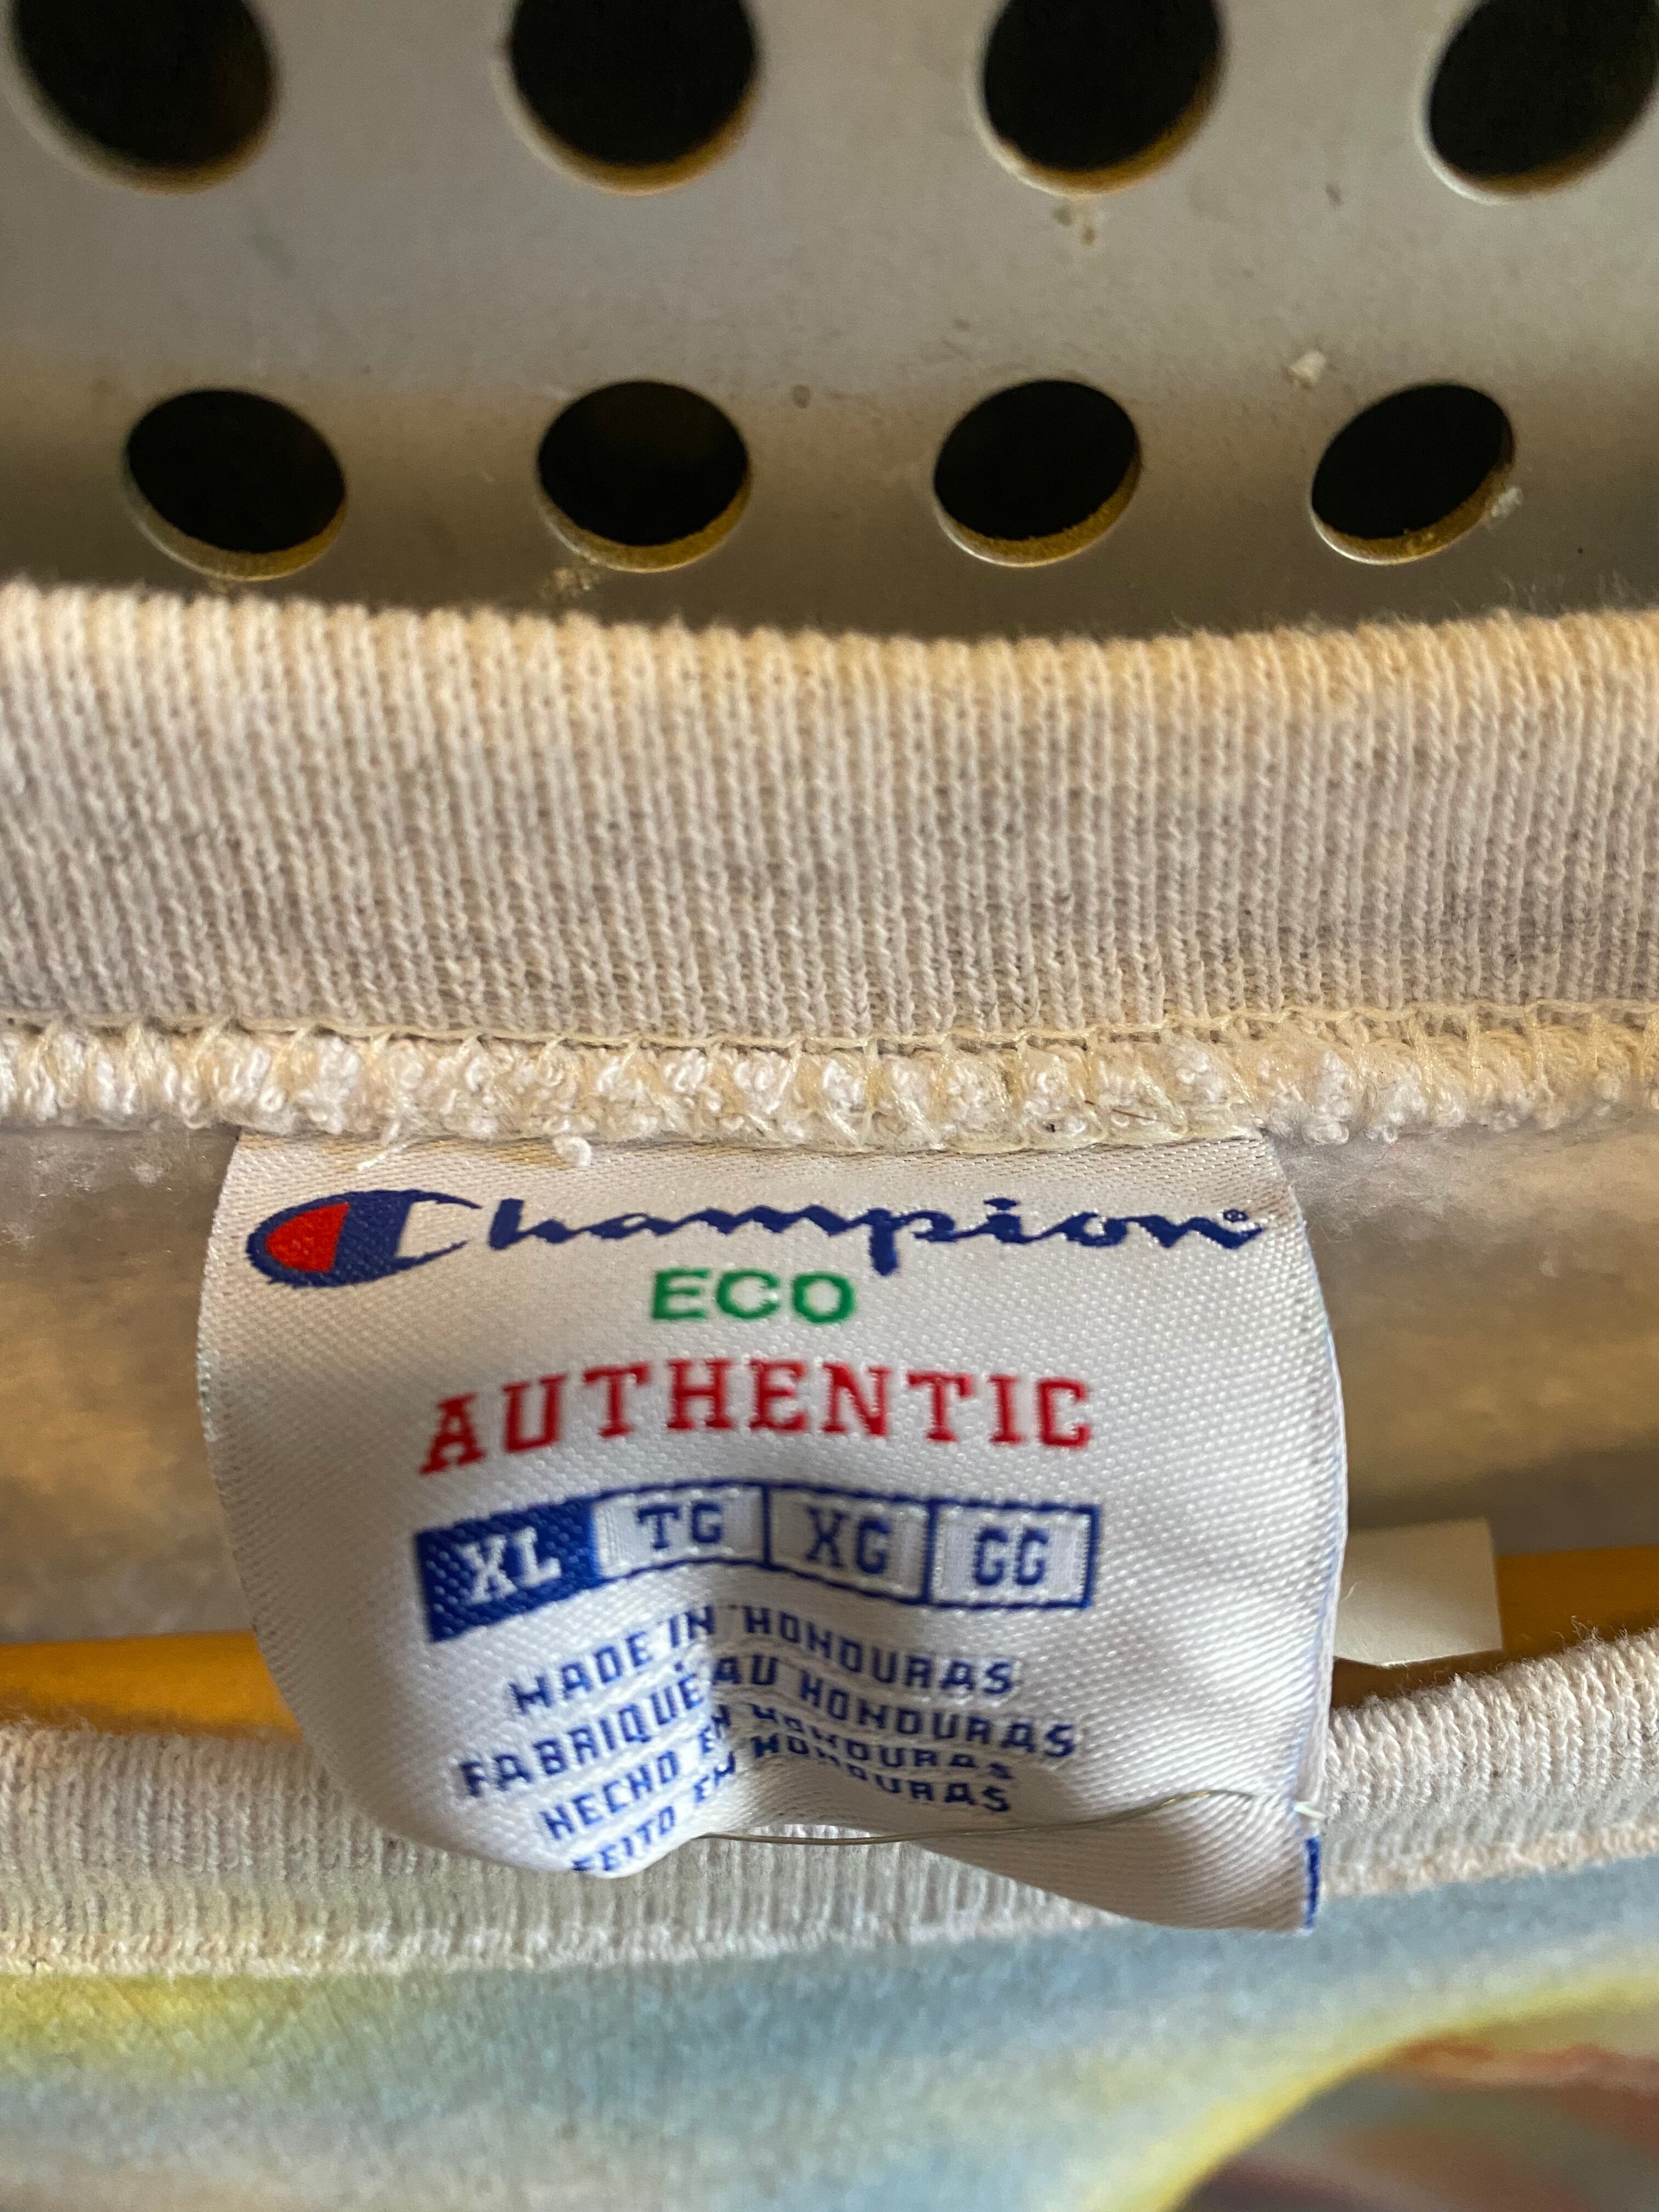 Champion®
ECO
AUTHENTIC
XL TG XG GG
MADE IN HONDURAS
FABRIQUÉ AU HONDURAS
HECHO EN HONDURAS
FEITO EM HONDURAS